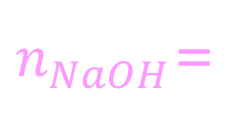 n_NaOH =